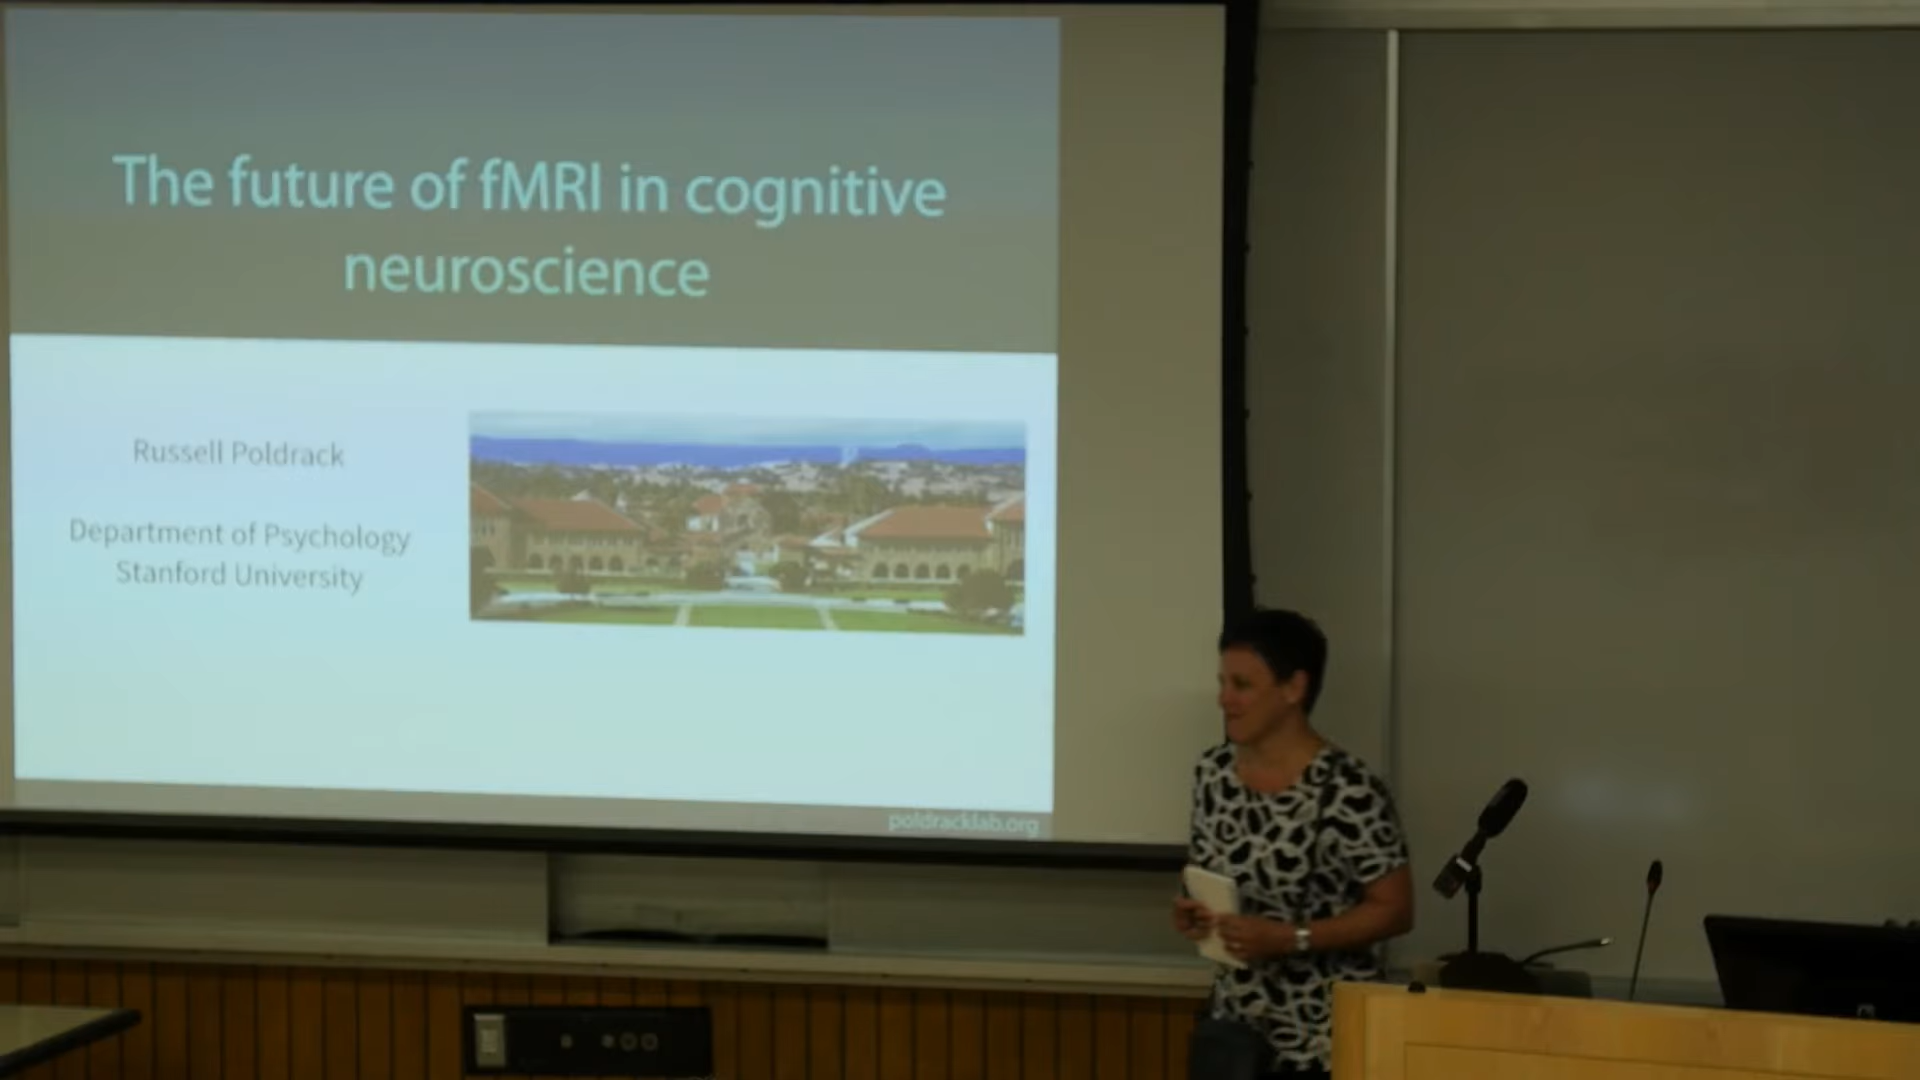 The future of fMRI in cognitive
neuroscience
Russell Poldrack
Department of Psychology
Stanford University
poldracklab.org